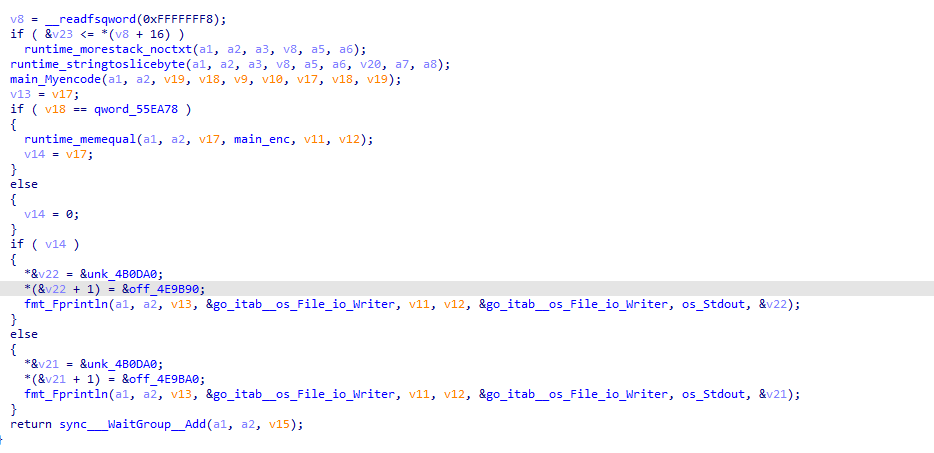 v8 = __readfsqword(0xFFFFFFF8);
if ( &v23 <= *(v8 + 16) )
runtime_morestack_noctxt(a1, a2, a3, v8, a5, a6);
runtime_stringtoslicebyte(a1, a2, a3, v8, a5, a6, v20, a7, a8);
main_Myencode(a1, a2, v19, v18, v9, v10, v17, v18, v19);
v13 = v17;
if ( v18 == qword_55EA78 )
{
runtime_memequal(a1, a2, v17, main_enc, v11, v12);
v14 = v17;
}
else
{
v14 = 0;
}
if ( v14 )
{
*&v22 = &unk_4B0DA0;
*(&v22 + 1) = &off_4E9B90;
fmt_Fprintln(a1, a2, v13, &go_itab__os_File_io_Writer, v11, v12, &go_itab__os_File_io_Writer, os_Stdout, &v22);
}
else
{
*&v21 = &unk_4B0DA0;
*(&v21 + 1) = &off_4E9BA0;
fmt_Fprintln(a1, a2, v13, &go_itab__os_File_io_Writer, v11, v12, &go_itab__os_File_io_Writer, os_Stdout, &v21);
}
return sync___WaitGroup__Add(a1, a2, v15);
}